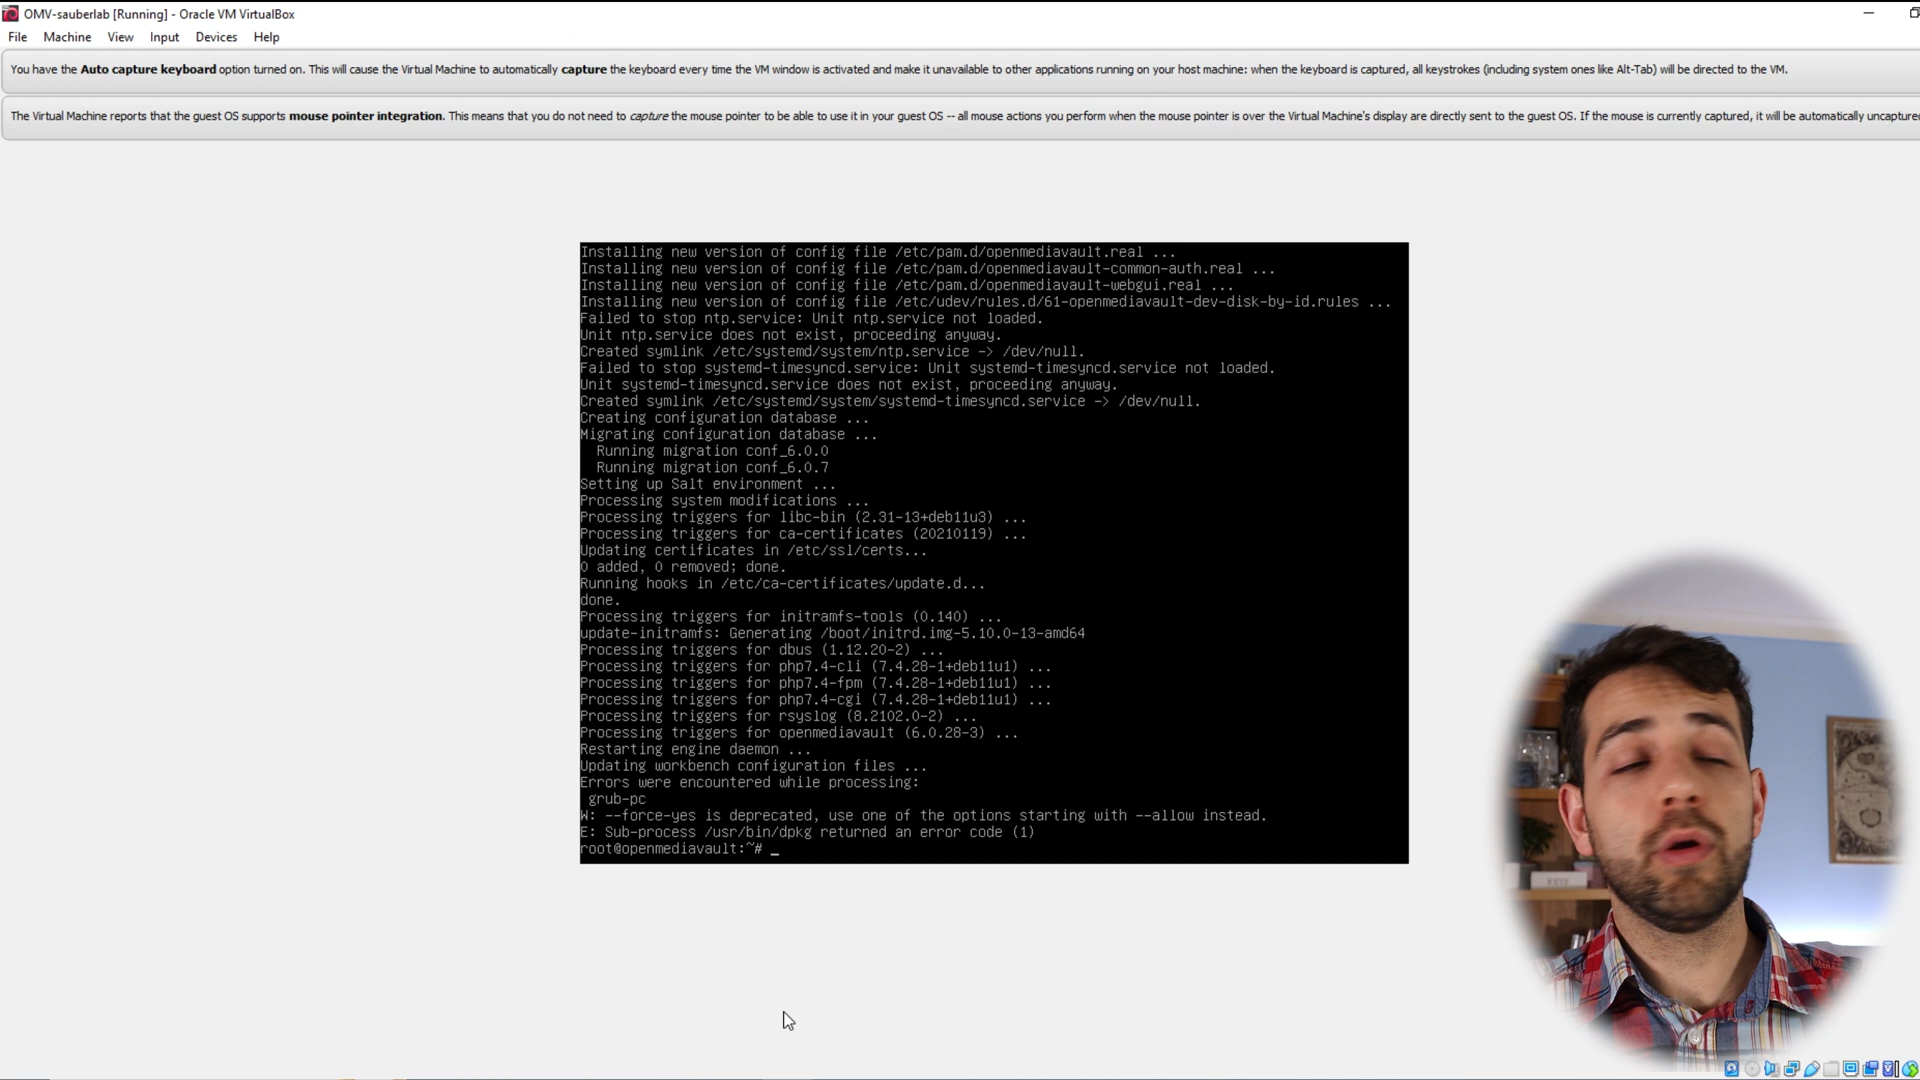 OMV-sauberlab [Running] - Oracle VM VirtualBox
File Machine View Input Devices Help
You have the Auto capture keyboard option turned on. This will cause the Virtual Machine to automatically capture the keyboard every time the VM window is activated and make it unavailable to other applications running on your host machine: when the keyboard is captured, all keystrokes (including system ones like Alt-Tab) will be directed to the VM.
The Virtual Machine reports that the guest OS supports mouse pointer integration. This means that you do not need to capture the mouse pointer to be able to use it in your guest OS -- all mouse actions you perform when the mouse pointer is over the Virtual Machine's display are directly sent to the guest OS. If the mouse is currently captured, it will be automatically uncaptured
Installing new version of config file /etc/pam.d/openmediavault.real ...
Installing new version of config file /etc/pam.d/openmediavault-common-auth.real ...
Installing new version of config file /etc/pam.d/openmediavault-webgui.real ...
Installing new version of config file /etc/udev/rules.d/61-openmediavault-dev-disk-by-id.rules ...
Failed to stop ntp.service: Unit ntp.service not loaded.
Unit ntp.service does not exist, proceeding anyway.
Created symlink /etc/systemd/system/ntp.service -> /dev/null.
Failed to stop systemd-timesyncd.service: Unit systemd-timesyncd.service not loaded.
Unit systemd-timesyncd.service does not exist, proceeding anyway.
Created symlink /etc/systemd/system/systemd-timesyncd.service -> /dev/null.
Creating configuration database ...
Migrating configuration database ...
Running migration conf_6.0.0
Running migration conf_6.0.7
Setting up Salt environment ...
Processing system modifications ...
Processing triggers for libc-bin (2.31-13+deb11u3) ...
Processing triggers for ca-certificates (20210119) ...
Updating certificates in /etc/ssl/certs...
0 added, 0 removed; done.
Running hooks in /etc/ca-certificates/update.d...
done.
Processing triggers for initramfs-tools (0.140) ...
update-initramfs: Generating /boot/initrd.img-5.10.0-13-amd64
Processing triggers for dbus (1.12.20-2) ...
Processing triggers for php7.4-cli (7.4.28-1+deb11u1) ...
Processing triggers for php7.4-fpm (7.4.28-1+deb11u1) ...
Processing triggers for php7.4-cgi (7.4.28-1+deb11u1) ...
Processing triggers for rsyslog (8.2102.0-2) ...
Processing triggers for openmediavault (6.0.28-3) ...
Restarting engine daemon ...
Updating workbench configuration files ...
Errors were encountered while processing:
grub-pc
W: --force-yes is deprecated, use one of the options starting with --allow instead.
E: Sub-process /usr/bin/dpkg returned an error code (1)
root@openmediavault:~# _
KEYS